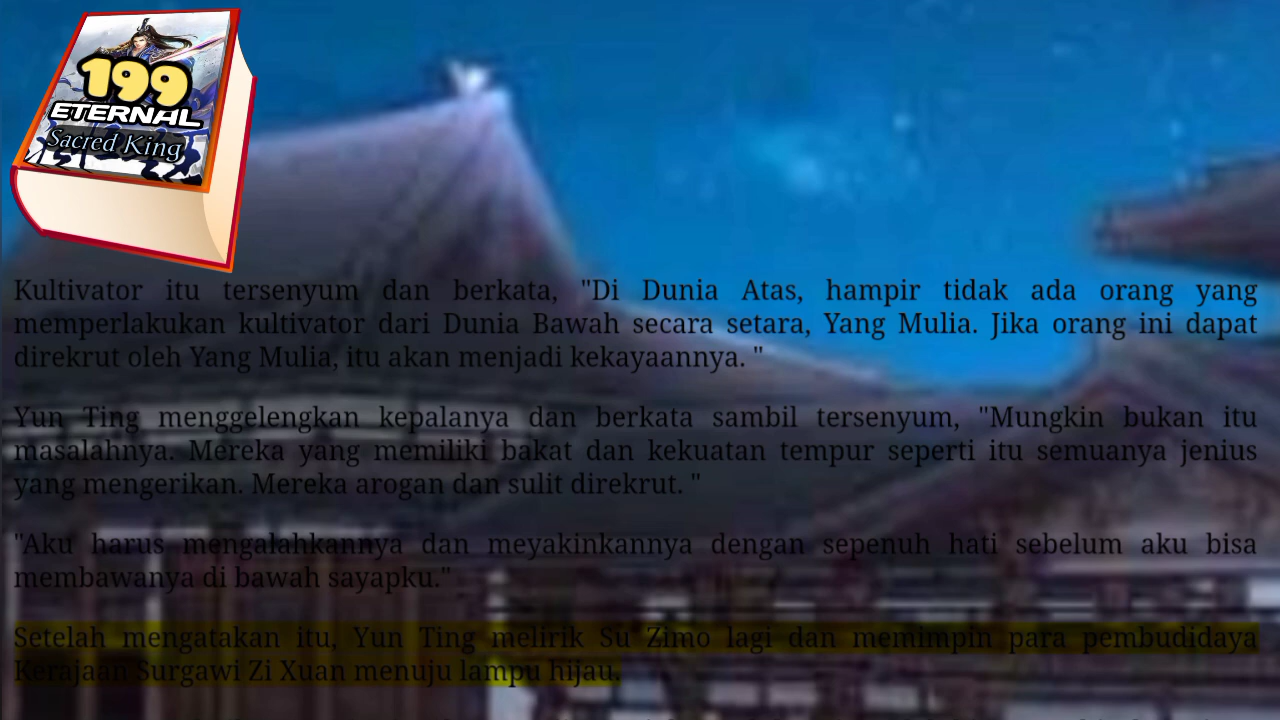 199
ETERNAL
Sacred King
Kultivator itu tersenyum dan berkata, "Di Dunia Atas, hampir tidak ada orang yang
memperlakukan kultivator dari Dunia Bawah secara setara, Yang Mulia. Jika orang ini dapat
direkrut oleh Yang Mulia, itu akan menjadi kekayaannya. "
Yun Ting menggelengkan kepalanya dan berkata sambil tersenyum, "Mungkin bukan itu
masalahnya. Mereka yang memiliki bakat dan kekuatan tempur seperti itu semuanya jenius
yang mengerikan. Mereka arogan dan sulit direkrut. "
"Aku harus mengalahkannya dan meyakinkannya dengan sepenuh hati sebelum aku bisa
membawanya di bawah sayapku."
Setelah mengatakan itu, Yun Ting melirik Su Zimo lagi dan memimpin para pembudidaya
Kerajaan Surgawi Zi Xuan menuju lampu hijau.